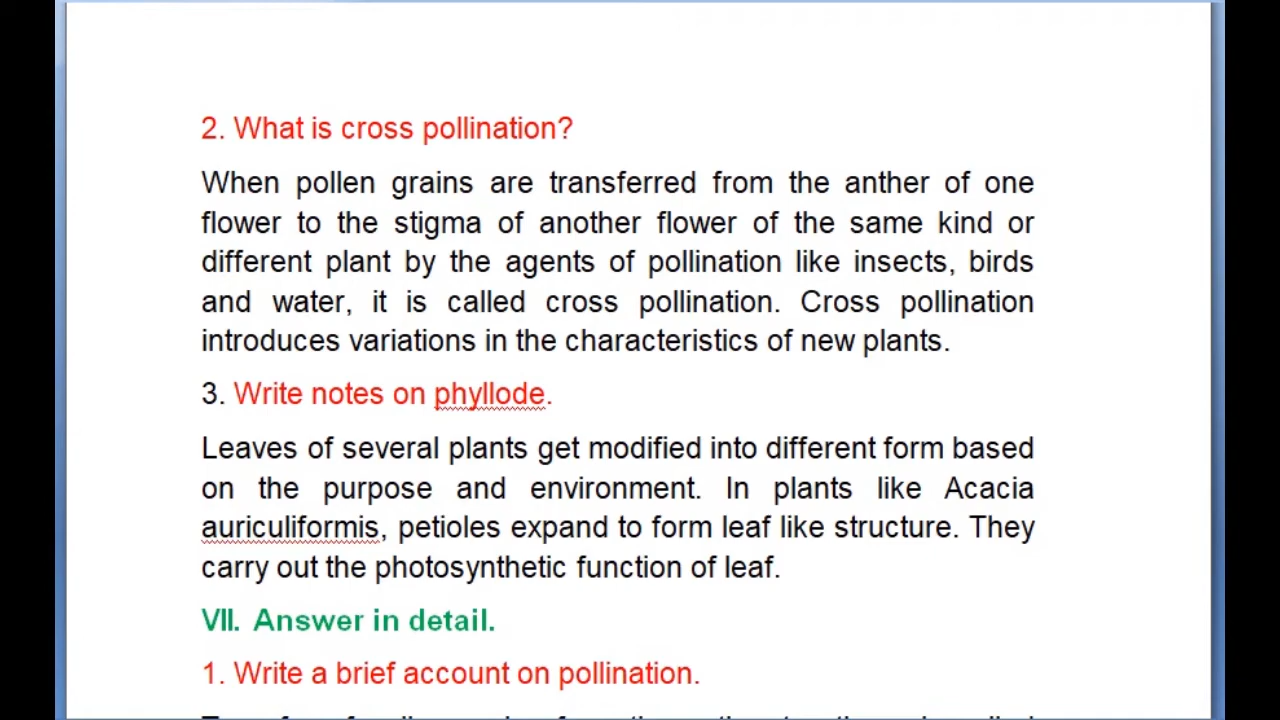 2. What is cross pollination?
When pollen grains are transferred from the anther of one
flower to the stigma of another flower of the same kind or
different plant by the agents of pollination like insects, birds
and water, it is called cross pollination. Cross pollination
introduces variations in the characteristics of new plants.
3. Write notes on phyllode.
Leaves of several plants get modified into different form based
on the purpose and environment. In plants like Acacia
auriculiformis, petioles expand to form leaf like structure. They
carry out the photosynthetic function of leaf.
VII. Answer in detail.
1. Write a brief account on pollination.